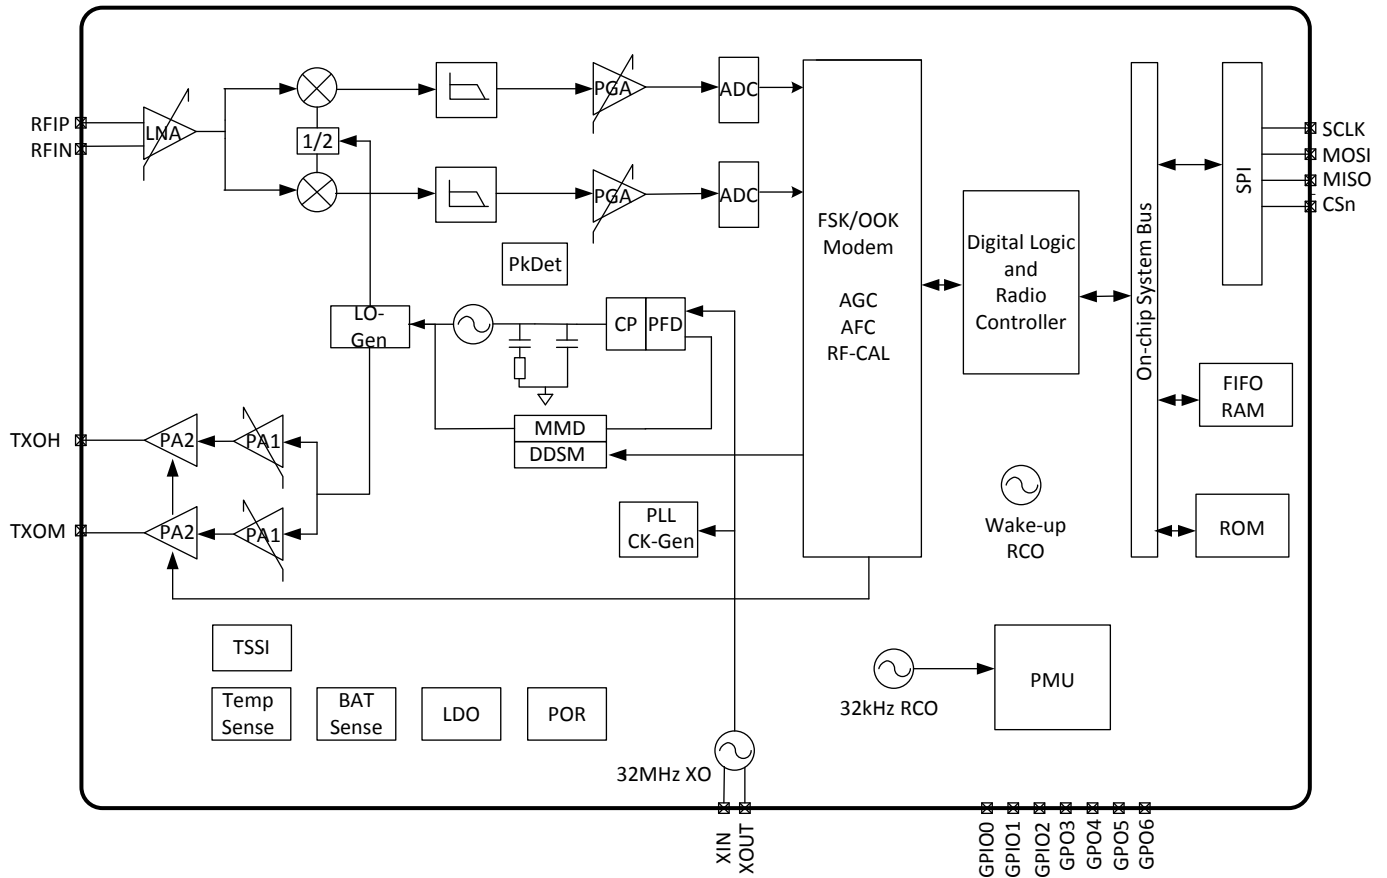 RFIP
RFIN
LNA
1/2
PGA
ADC
PGA
ADC
PkDet
LO-
Gen
CP
PFD
MMD
DDSM
FSK/OOK
Modem
AGC
AFC
RF-CAL
Digital Logic
and
Radio
Controller
On-chip System Bus
SPI
SCLK
MOSI
MISO
CSn
FIFO
RAM
ROM
Wake-up
RCO
TXOH
PA2
PA1
TXOM
PA2
PA1
PLL
CK-Gen
TSSI
Temp
Sense
BAT
Sense
LDO
POR
32MHz XO
32kHz RCO
PMU
XIN
XOUT
GPIO0
GPIO1
GPIO2
GPO3
GPO4
GPO5
GPO6